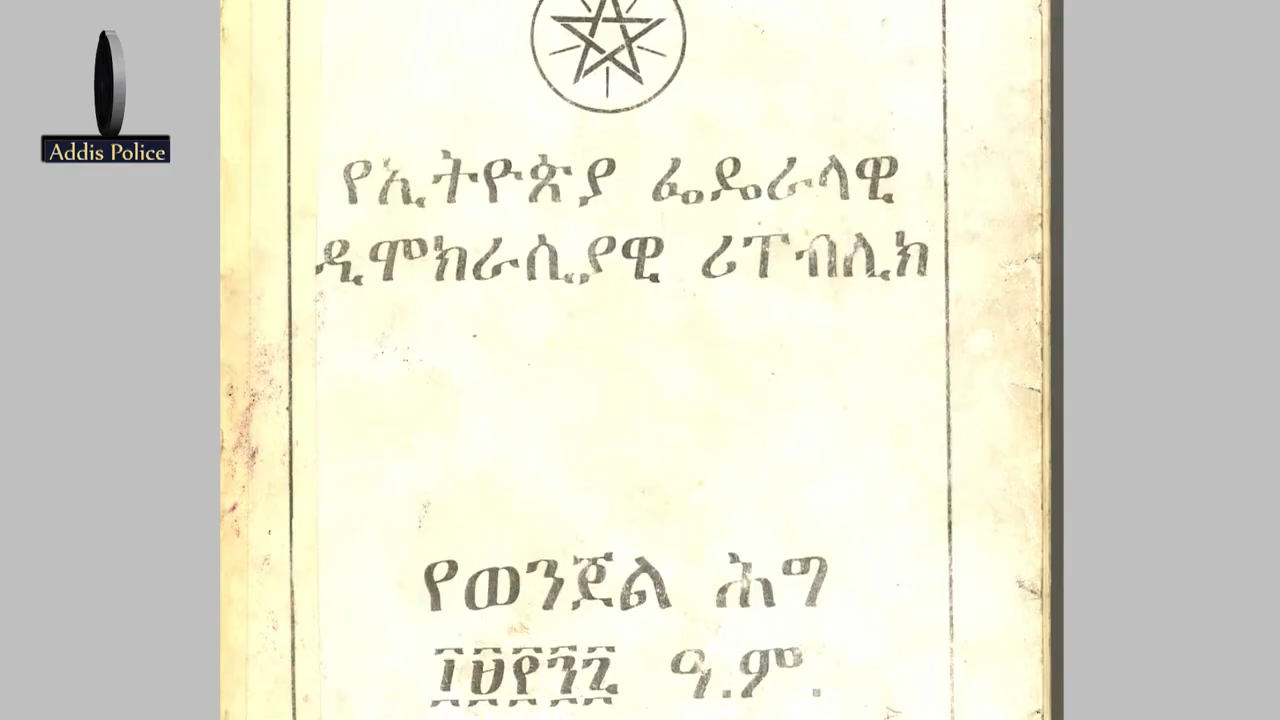 Addis Police
የኢትዮጵያ ፌዴራላዊ
ዲሞክራሲያዊ ሪፐብሊክ
የወንጀል ሕግ
፲፱፻፺፯ ዓ.ም.